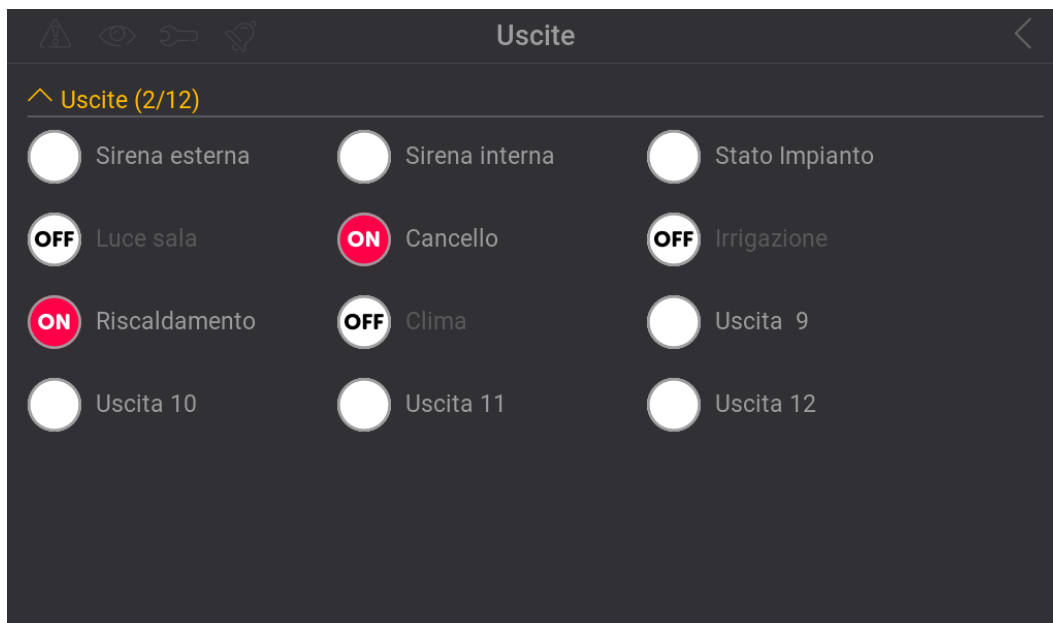 Uscite
Uscite (2/12)
Sirena esterna Sirena interna Stato Impianto
OFF Luce sala ON Cancello OFF Irrigazione
ON Riscaldamento OFF Clima Uscita 9
Uscita 10 Uscita 11 Uscita 12